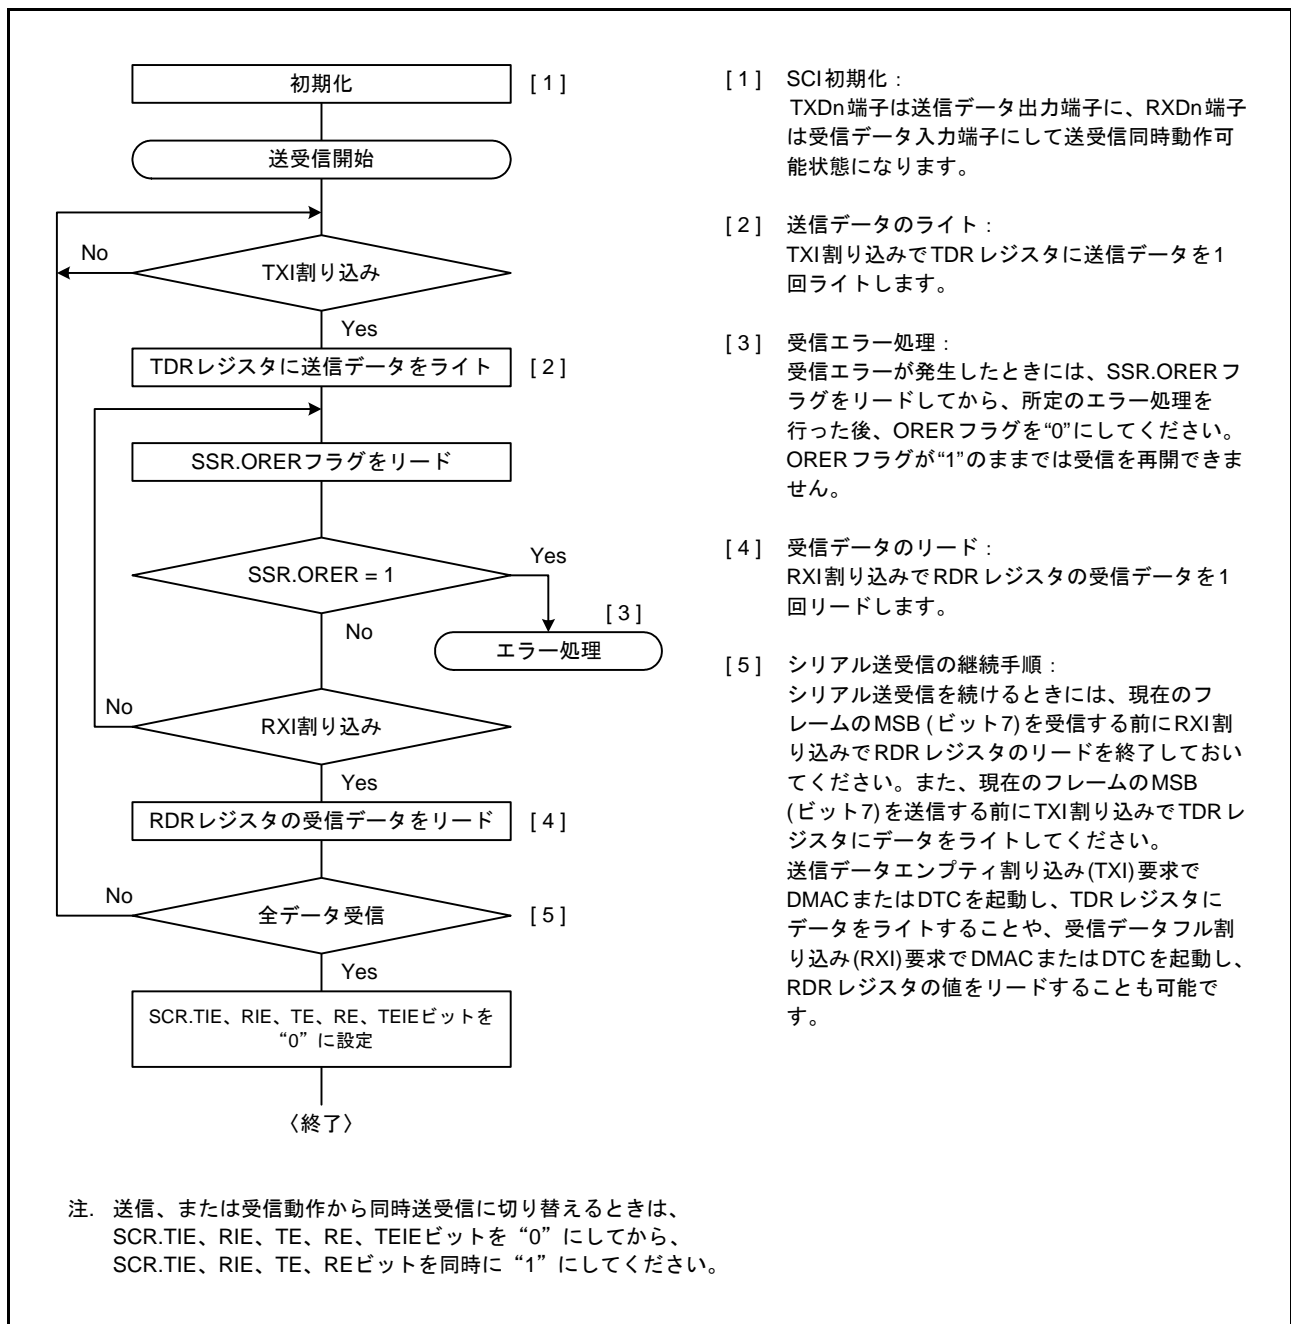 初期化 [1]
送受信開始
No
TXI割り込み
Yes
TDRレジスタに送信データをライト [2]
SSR.ORERフラグをリード
SSR.ORER = 1
Yes
[3]
No
エラー処理
No
RXI割り込み
Yes
RDRレジスタの受信データをリード [4]
No
全データ受信 [5]
Yes
SCR.TIE、RIE、TE、RE、TEIEビットを
“0”に設定
〈終了〉
[1] SCI初期化:
TXDn端子は送信データ出力端子に、RXDn端子
は受信データ入力端子にして送受信同時動作可
能状態になります。
[2] 送信データのライト:
TXI割り込みでTDRレジスタに送信データを1
回ライトします。
[3] 受信エラー処理:
受信エラーが発生したときには、SSR.ORERフ
ラグをリードしてから、所定のエラー処理を
行った後、ORERフラグを“0”にしてください。
ORERフラグが“1”のままでは受信を再開できま
せん。
[4] 受信データのリード:
RXI割り込みでRDRレジスタの受信データを1
回リードします。
[5] シリアル送受信の継続手順:
シリアル送受信を続けるときには、現在のフ
レームのMSB (ビット7)を受信する前にRXI割
り込みでRDRレジスタのリードを終了しておい
てください。また、現在のフレームのMSB
(ビット7)を送信する前にTXI割り込みでTDRレ
ジスタにデータをライトしてください。
送信データエンプティ割り込み(TXI)要求で
DMACまたはDTCを起動し、TDRレジスタに
データをライトすることや、受信データフル割
り込み(RXI)要求でDMACまたはDTCを起動し、
RDRレジスタの値をリードすることも可能で
す。
注. 送信、または受信動作から同時送受信に切り替えるときは、
SCR.TIE、RIE、TE、RE、TEIEビットを“0”にしてから、
SCR.TIE、RIE、TE、REビットを同時に“1”にしてください。